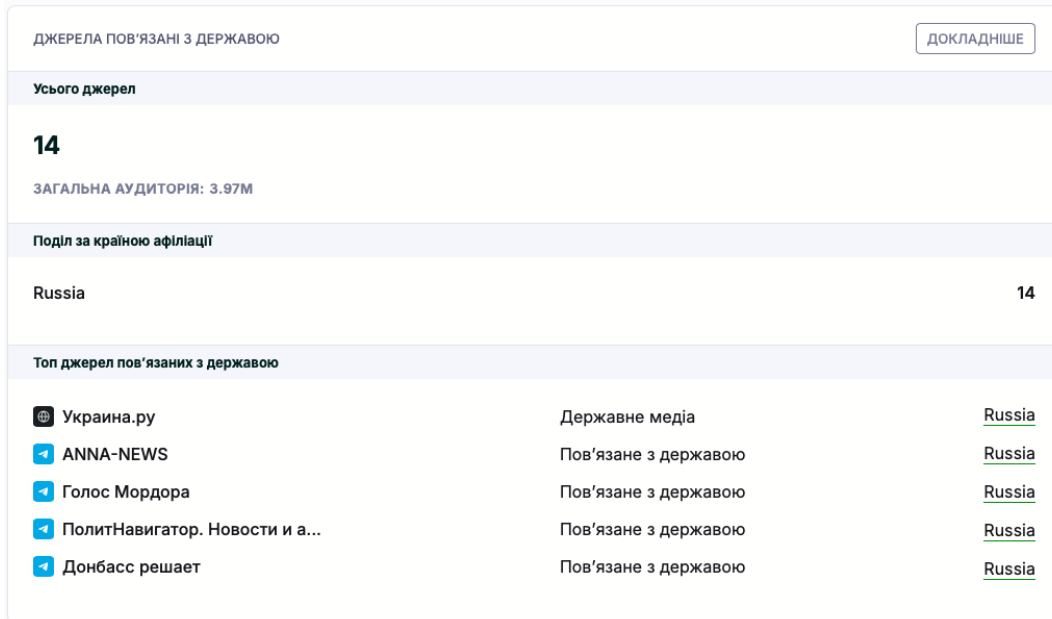 ДЖЕРЕЛА ПОВ’ЯЗАНІ З ДЕРЖАВОЮ ДОКЛАДНІШЕ
Усього джерел
14
ЗАГАЛЬНА АУДИТОРІЯ: 3.97M
Поділ за країною афіліації
Russia 14
Топ джерел пов’язаних з державою
Украина.ру Державне медіа Russia
ANNA-NEWS Пов’язане з державою Russia
Голос Мордора Пов’язане з державою Russia
ПолитНавигатор. Новости и а... Пов’язане з державою Russia
Донбасс решает Пов’язане з державою Russia